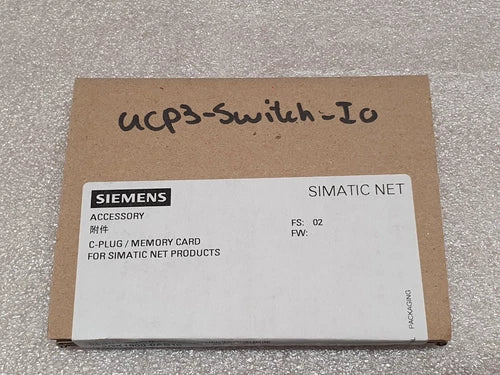 ucp3-Switch-Io
SIEMENS
SIMATIC NET
ACCESSORY
附件
FS: 02
FW:
C-PLUG / MEMORY CARD
FOR SIMATIC NET PRODUCTS
PACKAGING